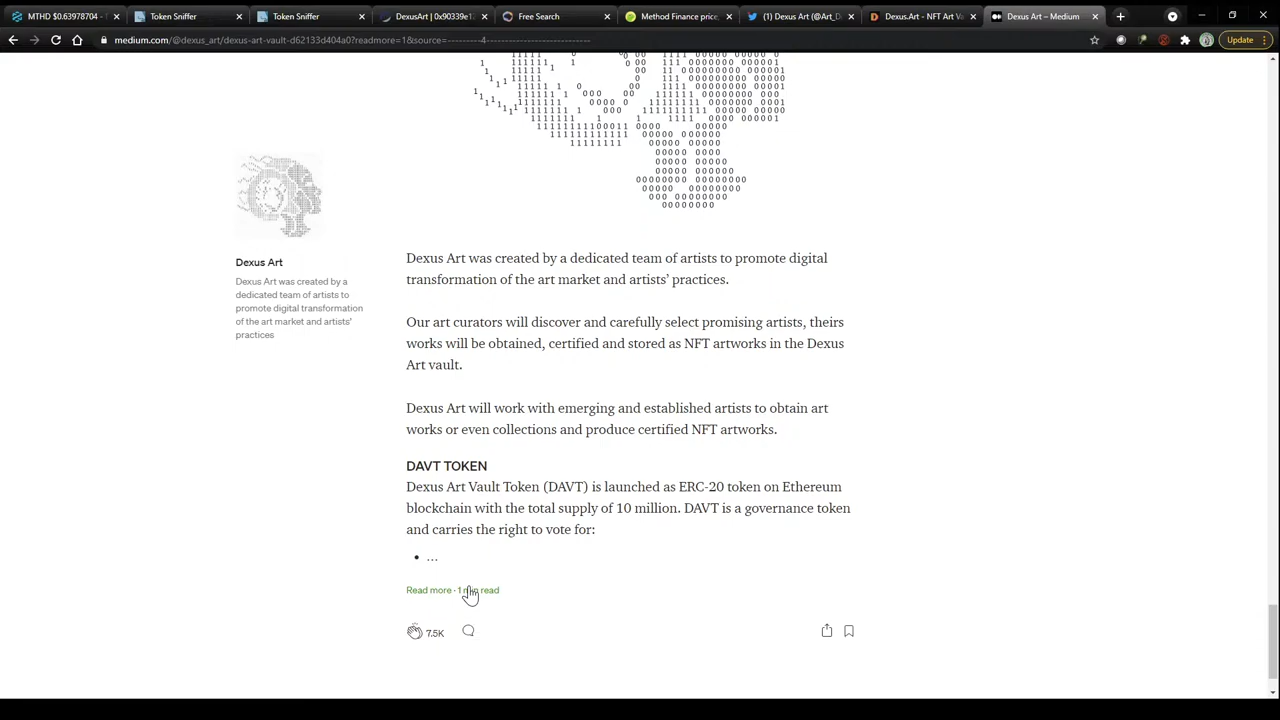 MTHD $0.63978704 -
Token Sniffer
Token Sniffer
DexusArt | 0x90339e1
Free Search
Method Finance price,
(1) Dexus Art (@Art_D
Dexus.Art - NFT Art Va
Dexus Art – Medium
medium.com/@dexus_art/dexus-art-vault-d62133d404a0?readmore=1&source=---------4----------------------------
Update
Dexus Art
Dexus Art was created by a
dedicated team of artists to
promote digital transformation
of the art market and artists'
practices
Dexus Art was created by a dedicated team of artists to promote digital
transformation of the art market and artists’ practices.
Our art curators will discover and carefully select promising artists, theirs
works will be obtained, certified and stored as NFT artworks in the Dexus
Art vault.
Dexus Art will work with emerging and established artists to obtain art
works or even collections and produce certified NFT artworks.
DAVT TOKEN
Dexus Art Vault Token (DAVT) is launched as ERC-20 token on Ethereum
blockchain with the total supply of 10 million. DAVT is a governance token
and carries the right to vote for:
• …
Read more · 1 min read
7.5K